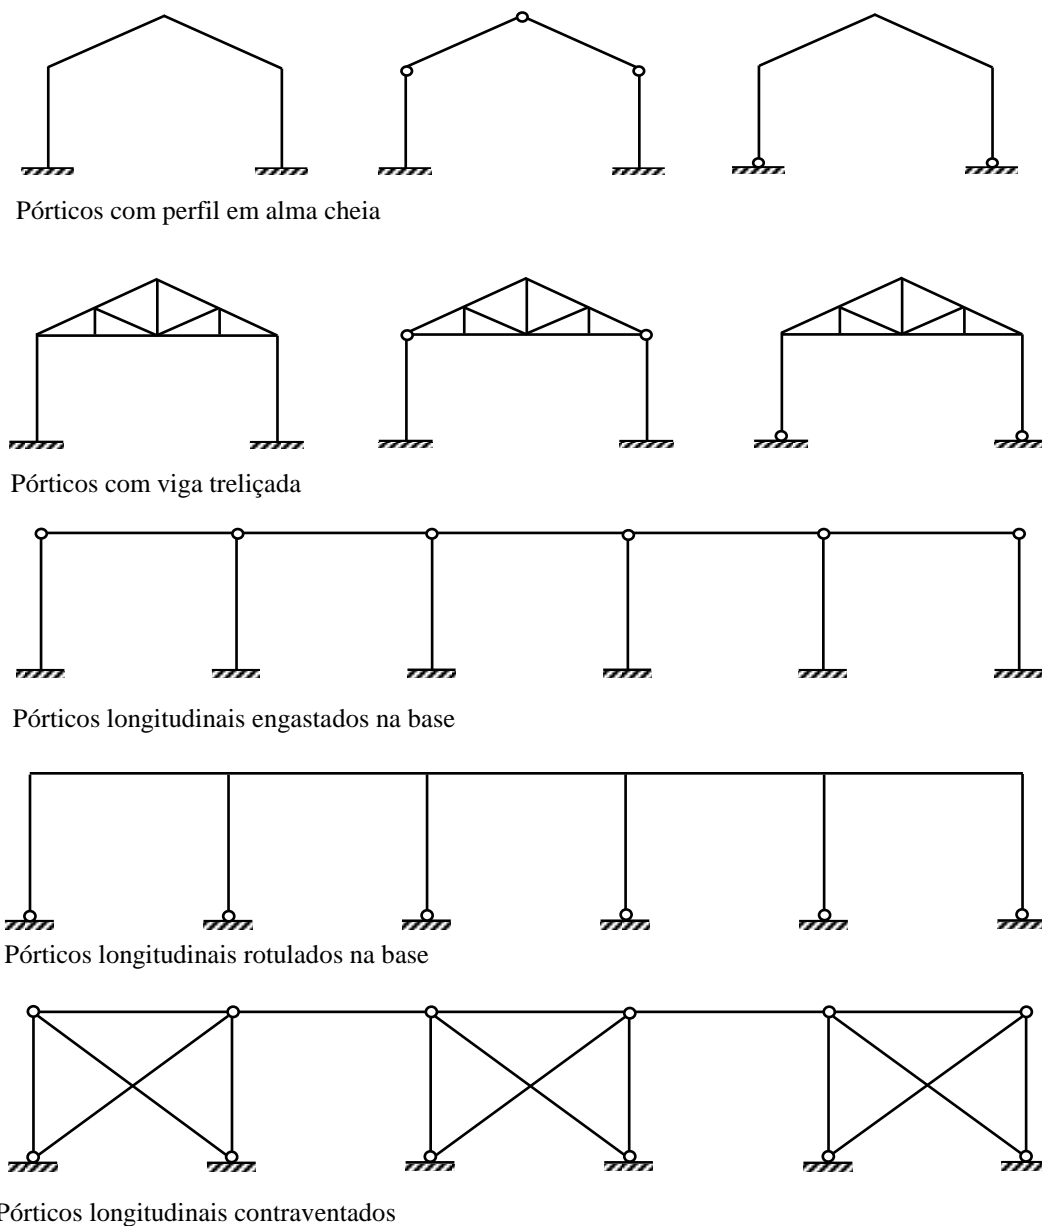 Pórticos com perfil em alma cheia
Pórticos com viga treliçada
Pórticos longitudinais engastados na base
Pórticos longitudinais rotulados na base
Pórticos longitudinais contraventados